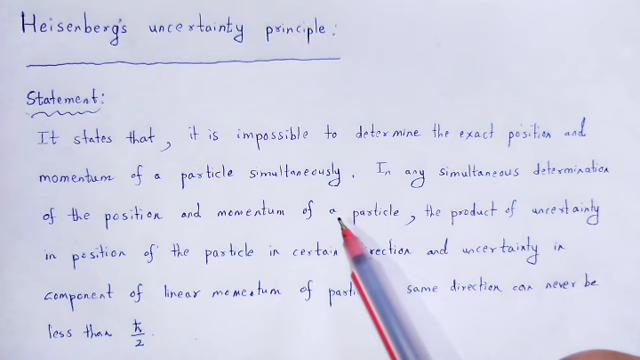 Heisenberg's uncertainty principle:
Statement:
It states that, it is impossible to determine the exact position and
momentum of a particle simultaneously. In any simultaneous determination
of the position and momentum of a particle, the product of uncertainty
in position of the particle in certain direction and uncertainty in
component of linear momentum of same direction can never be
less than ℏ/2.